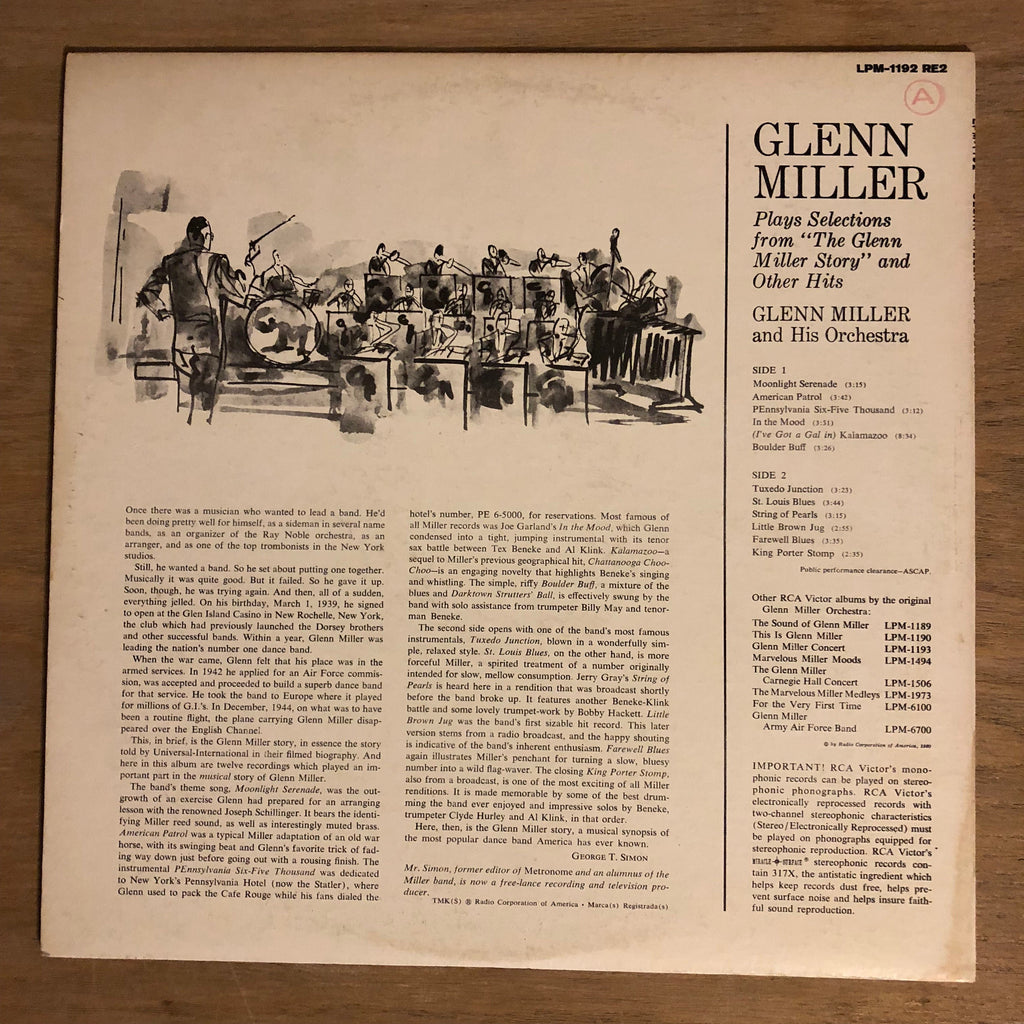 LPM-1192 RE2
A
GLENN
MILLER
Plays Selections
from “The Glenn
Miller Story” and
Other Hits
GLENN MILLER
and His Orchestra
SIDE 1
Moonlight Serenade (3:15)
American Patrol (3:42)
PEnnsylvania Six-Five Thousand (3:12)
In the Mood (3:31)
(I've Got a Gal in) Kalamazoo (8:34)
Boulder Buff (3:26)
SIDE 2
Tuxedo Junction (3:23)
St. Louis Blues (3:44)
String of Pearls (3:15)
Little Brown Jug (2:55)
Farewell Blues (3:35)
King Porter Stomp (2:35)
Public performance clearance—ASCAP.
Other RCA Victor albums by the original
Glenn Miller Orchestra:
The Sound of Glenn Miller LPM-1189
This Is Glenn Miller LPM-1190
Glenn Miller Concert LPM-1193
Marvelous Miller Moods LPM-1494
The Glenn Miller
Carnegie Hall Concert LPM-1506
The Marvelous Miller Medleys LPM-1973
For the Very First Time LPM-6100
Glenn Miller
Army Air Force Band LPM-6700
© by Radio Corporation of America, 1960
IMPORTANT! RCA Victor's mono-
phonic records can be played on stereo-
phonic phonographs. RCA Victor's
electronically reprocessed records with
two-channel stereophonic characteristics
(Stereo/Electronically Reprocessed) must
be played on phonographs equipped for
stereophonic reproduction. RCA Victor's
MIRACLE SURFACE ® stereophonic records con-
tain 317X, the antistatic ingredient which
helps keep records dust free, helps pre-
vent surface noise and helps insure faith-
ful sound reproduction.
Once there was a musician who wanted to lead a band. He'd
been doing pretty well for himself, as a sideman in several name
bands, as an organizer of the Ray Noble orchestra, as an
arranger, and as one of the top trombonists in the New York
studios.
Still, he wanted a band. So he set about putting one together.
Musically it was quite good. But it failed. So he gave it up.
Soon, though, he was trying again. And then, all of a sudden,
everything jelled. On his birthday, March 1, 1939, he signed
to open at the Glen Island Casino in New Rochelle, New York,
the club which had previously launched the Dorsey brothers
and other successful bands. Within a year, Glenn Miller was
leading the nation's number one dance band.
When the war came, Glenn felt that his place was in the
armed services. In 1942 he applied for an Air Force commis-
sion, was accepted and proceeded to build a superb dance band
for that service. He took the band to Europe where it played
for millions of G.I.'s. In December, 1944, on what was to have
been a routine flight, the plane carrying Glenn Miller disap-
peared over the English Channel.
This, in brief, is the Glenn Miller story, in essence the story
told by Universal-International in their filmed biography. And
here in this album are twelve recordings which played an im-
portant part in the musical story of Glenn Miller.
The band's theme song, Moonlight Serenade, was the out-
growth of an exercise Glenn had prepared for an arranging
lesson with the renowned Joseph Schillinger. It bears the identi-
fying Miller reed sound, as well as interestingly muted brass.
American Patrol was a typical Miller adaptation of an old war
horse, with its swinging beat and Glenn's favorite trick of fad-
ing way down just before going out with a rousing finish. The
instrumental PEnnsylvania Six-Five Thousand was dedicated
to New York's Pennsylvania Hotel (now the Statler), where
Glenn used to pack the Cafe Rouge while his fans dialed the
hotel's number, PE 6-5000, for reservations. Most famous of
all Miller records was Joe Garland's In the Mood, which Glenn
condensed into a tight, jumping instrumental with its tenor
sax battle between Tex Beneke and Al Klink. Kalamazoo—a
sequel to Miller's previous geographical hit, Chattanooga Choo-
Choo—is an engaging novelty that highlights Beneke's singing
and whistling. The simple, riffy Boulder Buff, a mixture of the
blues and Darktown Strutters' Ball, is effectively swung by the
band with solo assistance from trumpeter Billy May and tenor-
man Beneke.
The second side opens with one of the band's most famous
instrumentals, Tuxedo Junction, blown in a wonderfully sim-
ple, relaxed style. St. Louis Blues, on the other hand, is more
forceful Miller, a spirited treatment of a number originally
intended for slow, mellow consumption. Jerry Gray's String of
Pearls is heard here in a rendition that was broadcast shortly
before the band broke up. It features another Beneke-Klink
battle and some lovely trumpet-work by Bobby Hackett. Little
Brown Jug was the band's first sizable hit record. This later
version stems from a radio broadcast, and the happy shouting
is indicative of the band's inherent enthusiasm. Farewell Blues
again illustrates Miller's penchant for turning a slow, bluesy
number into a wild flag-waver. The closing King Porter Stomp,
also from a broadcast, is one of the most exciting of all Miller
renditions. It is made memorable by some of the best drum-
ming the band ever enjoyed and impressive solos by Beneke,
trumpeter Clyde Hurley and Al Klink, in that order.
Here, then, is the Glenn Miller story, a musical synopsis of
the most popular dance band America has ever known.
GEORGE T. SIMON
Mr. Simon, former editor of Metronome and an alumnus of the
Miller band, is now a free-lance recording and television pro-
ducer.
TMK(S) ® Radio Corporation of America • Marca(s) Registrada(s)